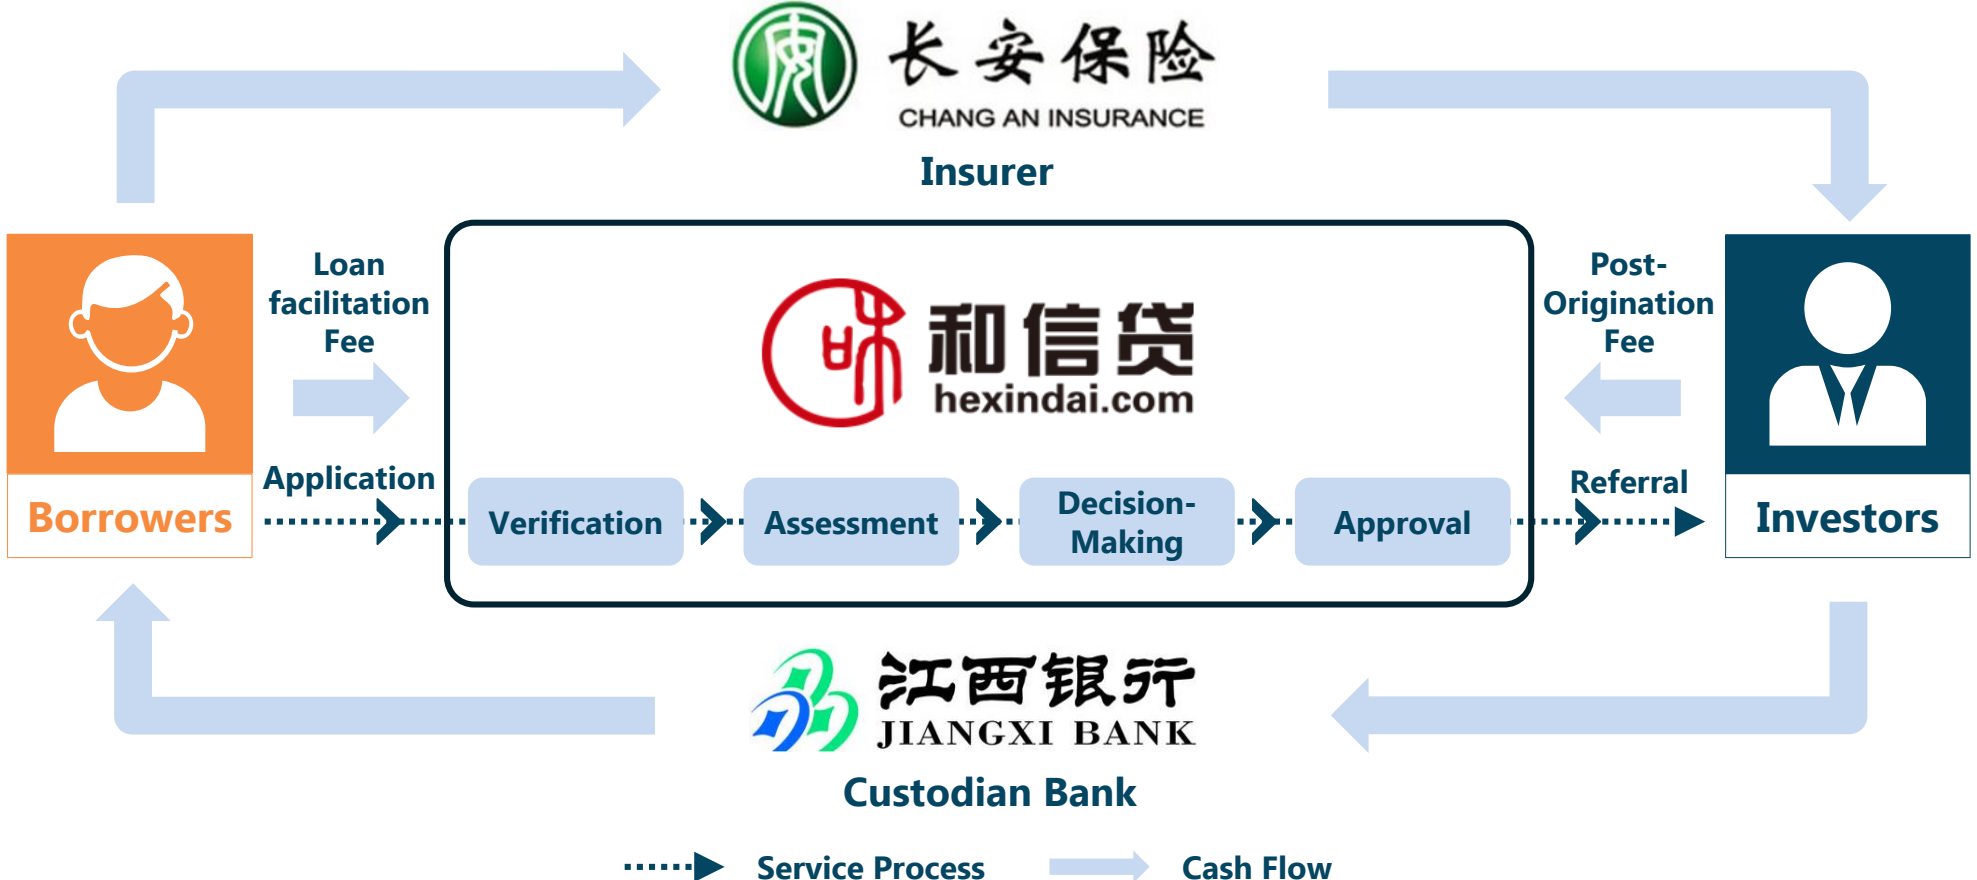 长安保险
CHANG AN INSURANCE
Insurer
Loan
facilitation
Fee
和信贷
hexindai.com
Post-
Origination
Fee
Application
Referral
Borrowers
Verification
Assessment
Decision-
Making
Approval
Investors
江西银行
JIANGXI BANK
Custodian Bank
Service Process
Cash Flow